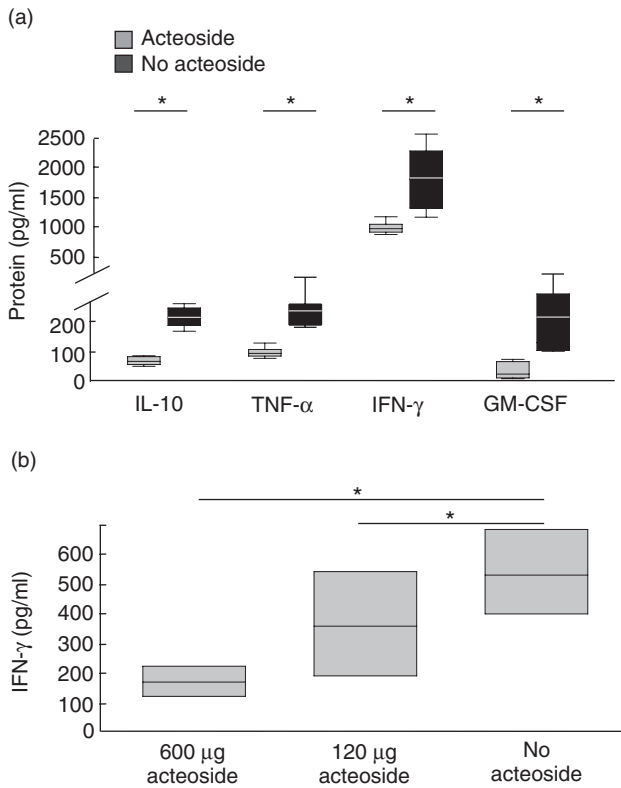 (a)
Acteoside
No acteoside
* * * *
Protein (pg/ml)
2500
2000
1500
1000
500
200
100
0
IL-10 TNF-α IFN-γ GM-CSF
(b)
*
*
IFN-γ (pg/ml)
600
500
400
300
200
100
0
600 μg 120 μg No
acteoside acteoside acteoside